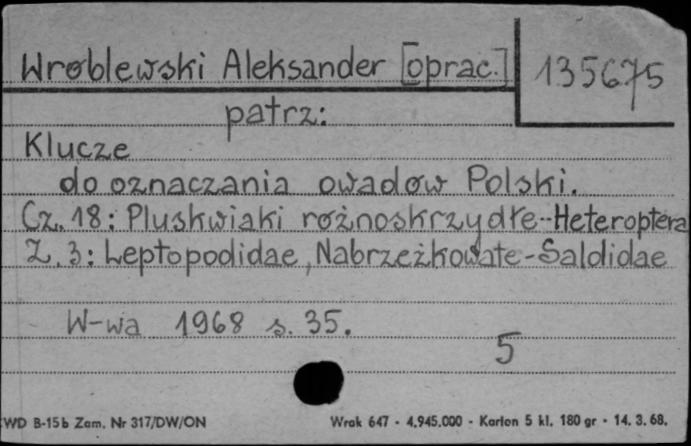 Wróblewski Aleksander [oprac.] 135675
patrz:
Klucze
do oznaczania owadów Polski.
Cz. 18: Pluskwiaki różnoskrzydłe--Heteroptera
Z. 3: Leptopodidae, Nabrzeżkowate-Saldidae
W-wa 1968 s. 35.
5
WD B-15b Zam. Nr 317/DW/ON Wrak 647 - 4.945.000 - Karton 5 kl. 180 gr - 14. 3. 68.